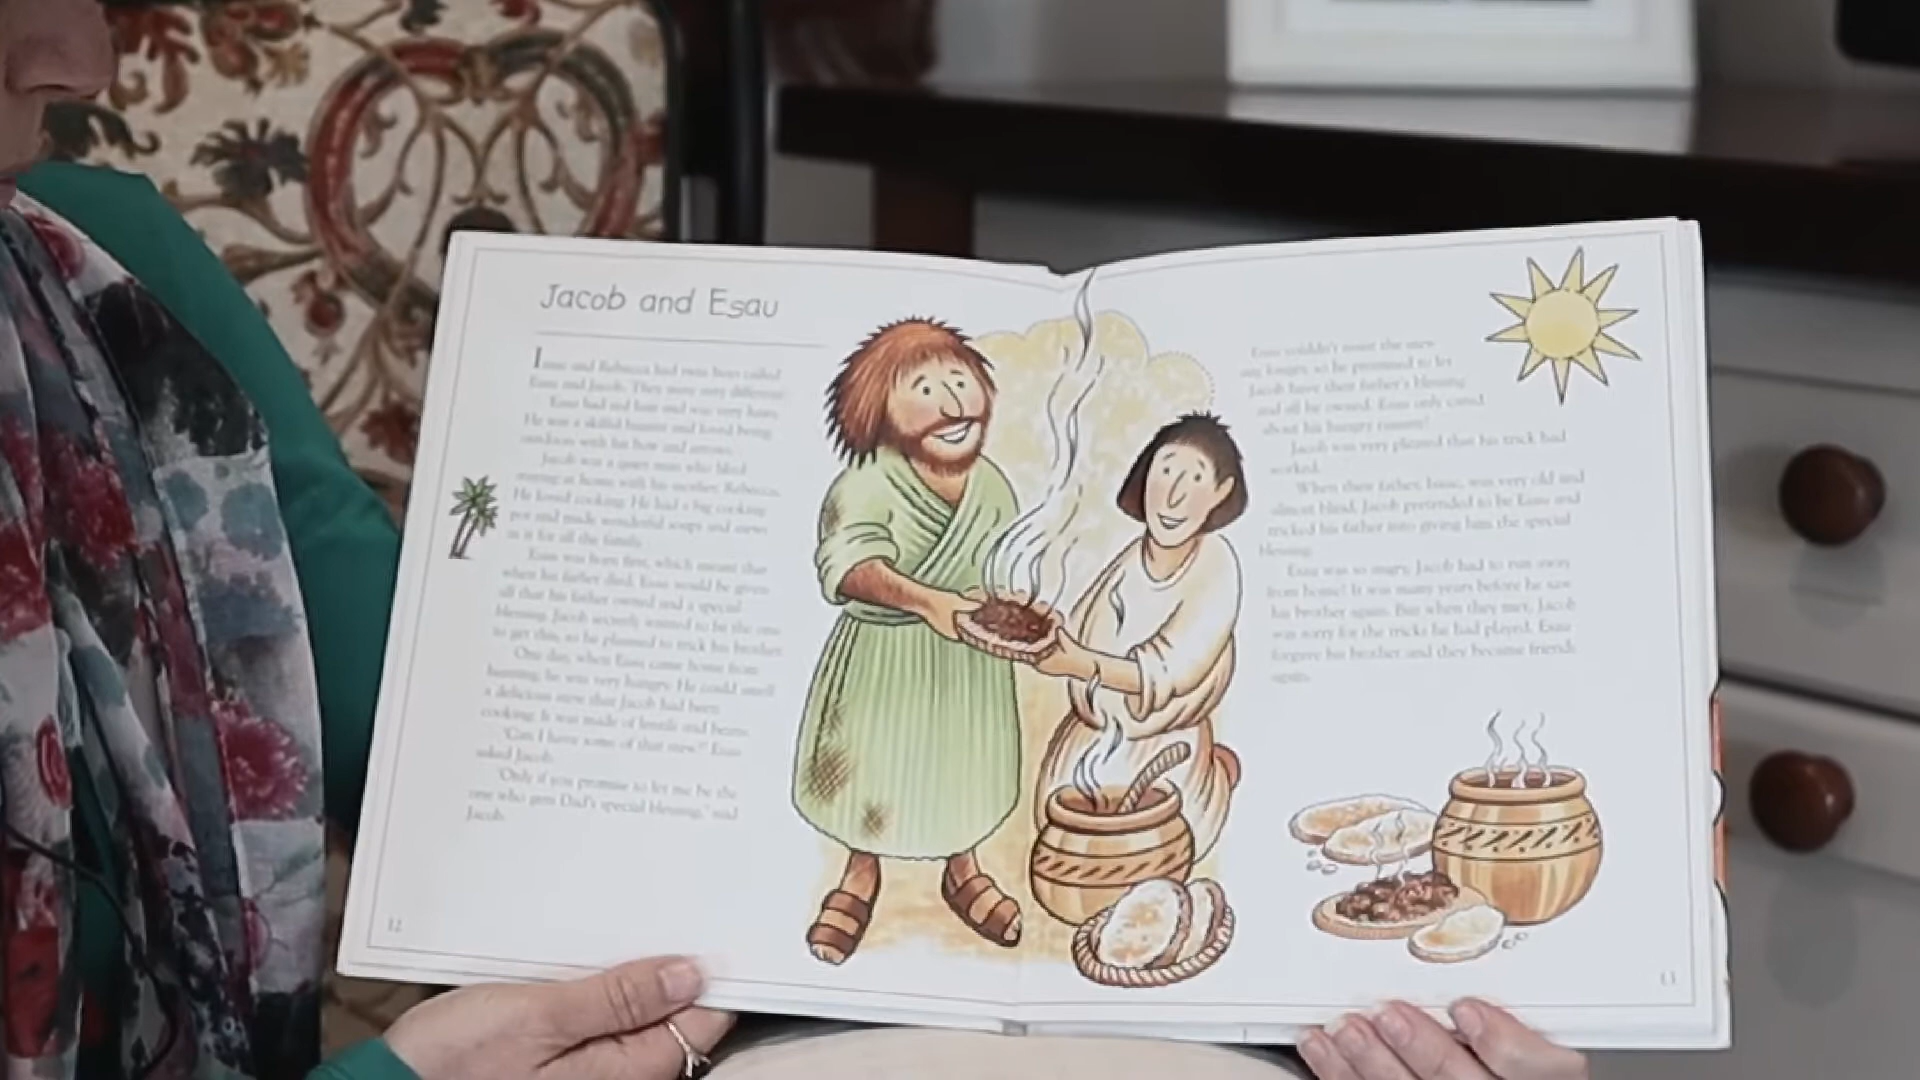 Jacob and Esau
Isaac and Rebecca had twin boys called
Esau and Jacob. They were very different.
Esau had red hair and was very hairy.
He was a skilful hunter and loved being
outdoors with his bow and arrows.
Jacob was a quiet man who liked
staying at home with his mother, Rebecca.
He loved cooking. He had a big cooking
pot and made wonderful soups and stews
in it for all the family.
Esau was born first, which meant that
when his father died, Esau would be given
all that his father owned and a special
blessing. Jacob secretly wanted to be the one
to get this, so he planned to trick his brother.
One day, when Esau came home from
hunting, he was very hungry. He could smell
a delicious stew that Jacob had been
cooking. It was made of lentils and beans.
'Can I have some of that stew?' Esau
asked Jacob.
'Only if you promise to let me be the
one who gets Dad's special blessing,' said
Jacob.
12
Esau couldn't resist the stew
any longer, so he promised to let
Jacob have their father's blessing
and all he owned. Esau only cared
about his hungry tummy!
Jacob was very pleased that his trick had
worked.
When their father, Isaac, was very old and
almost blind, Jacob pretended to be Esau and
tricked his father into giving him the special
blessing.
Esau was so angry, Jacob had to run away
from home! It was many years before he saw
his brother again. But when they met, Jacob
was sorry for the tricks he had played. Esau
forgave his brother and they became friends
again.
13